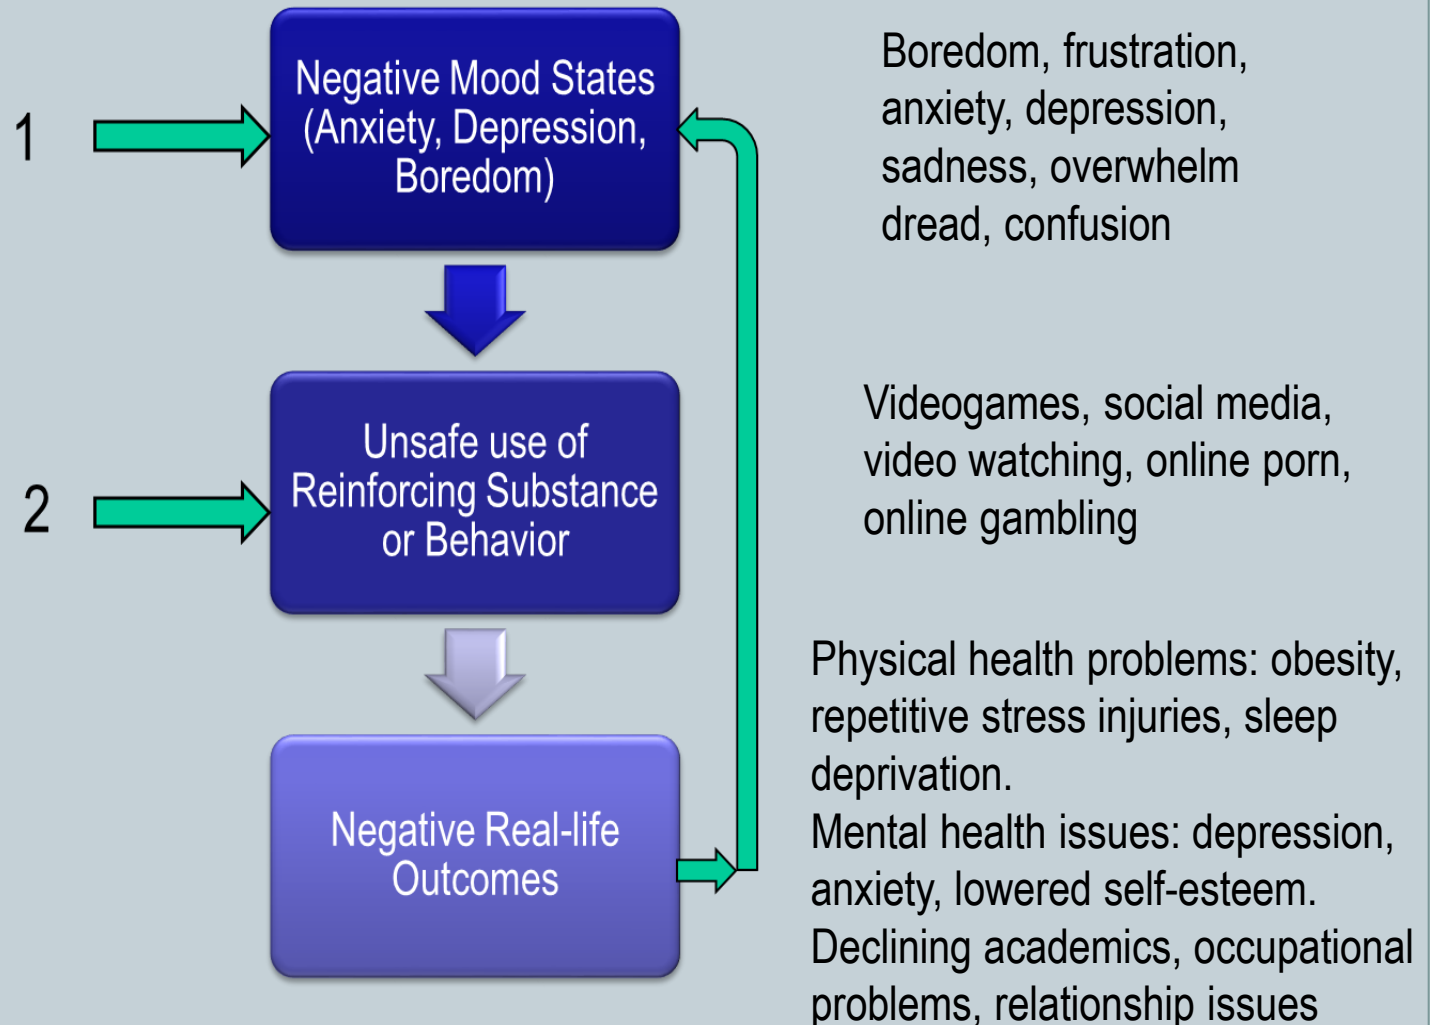 1
Negative Mood States
(Anxiety, Depression,
Boredom)
Boredom, frustration,
anxiety, depression,
sadness, overwhelm
dread, confusion
2
Unsafe use of
Reinforcing Substance
or Behavior
Videogames, social media,
video watching, online porn,
online gambling
Negative Real-life
Outcomes
Physical health problems: obesity,
repetitive stress injuries, sleep
deprivation.
Mental health issues: depression,
anxiety, lowered self-esteem.
Declining academics, occupational
problems, relationship issues